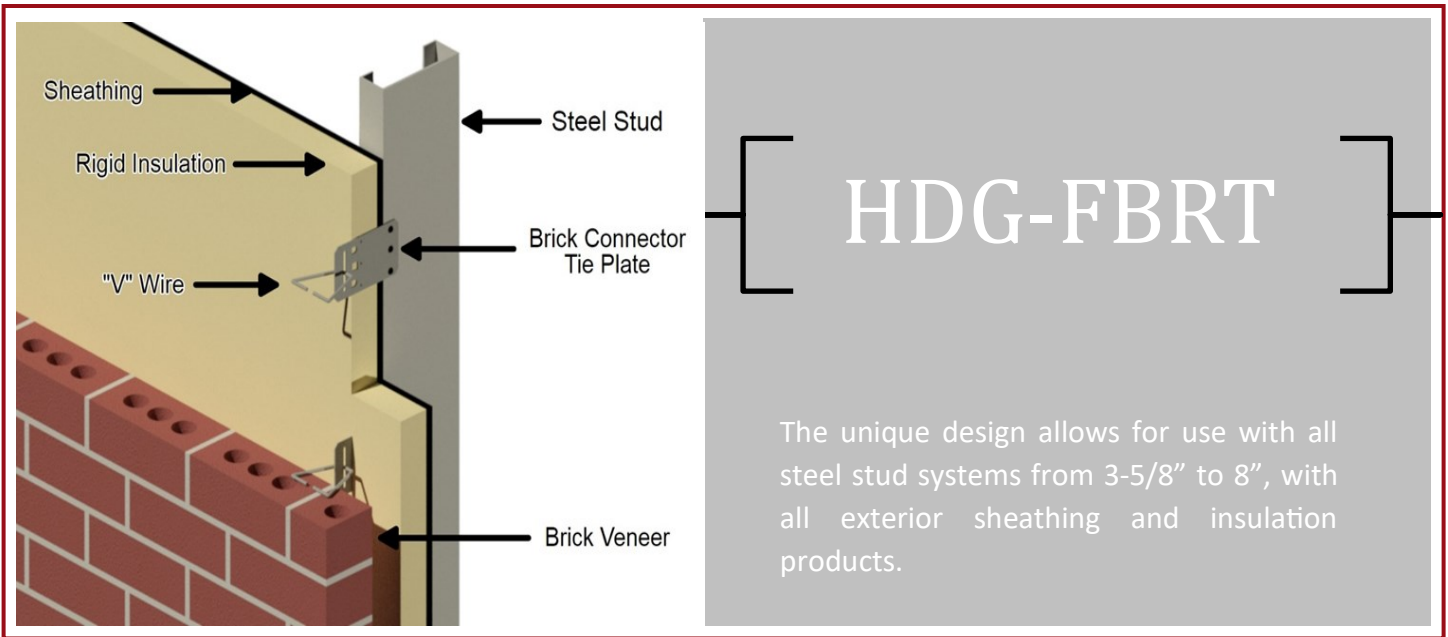 Sheathing
Steel Stud
Rigid Insulation
Brick Connector
Tie Plate
"V" Wire
Brick Veneer
HDG-FBRT
The unique design allows for use with all
steel stud systems from 3-5/8” to 8”, with
all exterior sheathing and insulation
products.